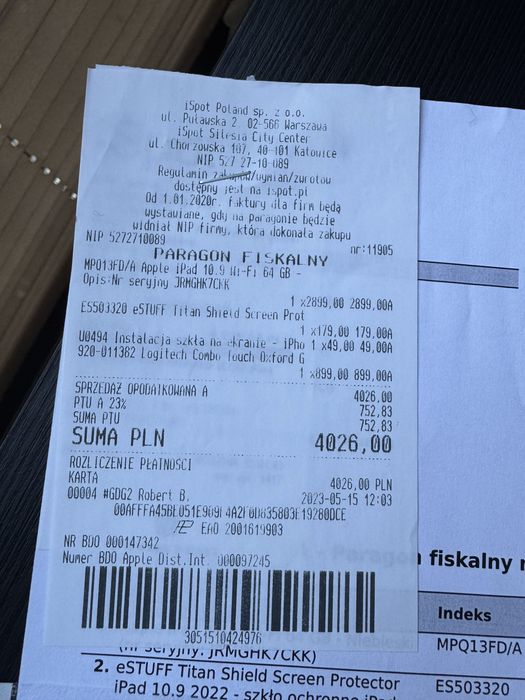 iSpot Poland sp. z o.o.
ul. Puławska 2, 02-566 Warszawa
iSpot Silesia City Center
ul. Chorzowska 107, 40-101 Katowice
NIP 527 27-10-089
Regulamin zakupów/wymian/zwrotów
dostępny jest na ispot.pl
Od 1.01.2020r. faktury dla firm będą
wystawiane, gdy na paragonie będzie
widniał NIP firmy, która dokonała zakupu
NIP 5272710089 nr:11905
PARAGON FISKALNY
MPQ13FD/A Apple iPad 10.9 Wi-Fi 64 GB -
Opis:Nr seryjny JRMGHK7CKK
1 x2899,00 2899,00A
ES503320 eSTUFF Titan Shield Screen Prot
1 x179,00 179,00A
U0494 Instalacja szkła na ekranie - iPho 1 x49,00 49,00A
920-011382 Logitech Combo Touch Oxford G
1 x899,00 899,00A
SPRZEDAŻ OPODATKOWANA A 4026,00
PTU A 23% 752,83
SUMA PTU 752,83
SUMA PLN 4026,00
ROZLICZENIE PŁATNOŚCI
KARTA 4026,00 PLN
00004 #GDG2 Robert B. 2023-05-15 12:03
EAO 2001619903
NR BDO 000147342
Numer BDO Apple Dist.Int. 000097245
3051510424976
fiskalny
Indeks
(nr seryjny: JRMGHK7CKK) MPQ13FD/A
2. eSTUFF Titan Shield Screen Protector ES503320
iPad 10.9 2022 - szkło ochronne iPad